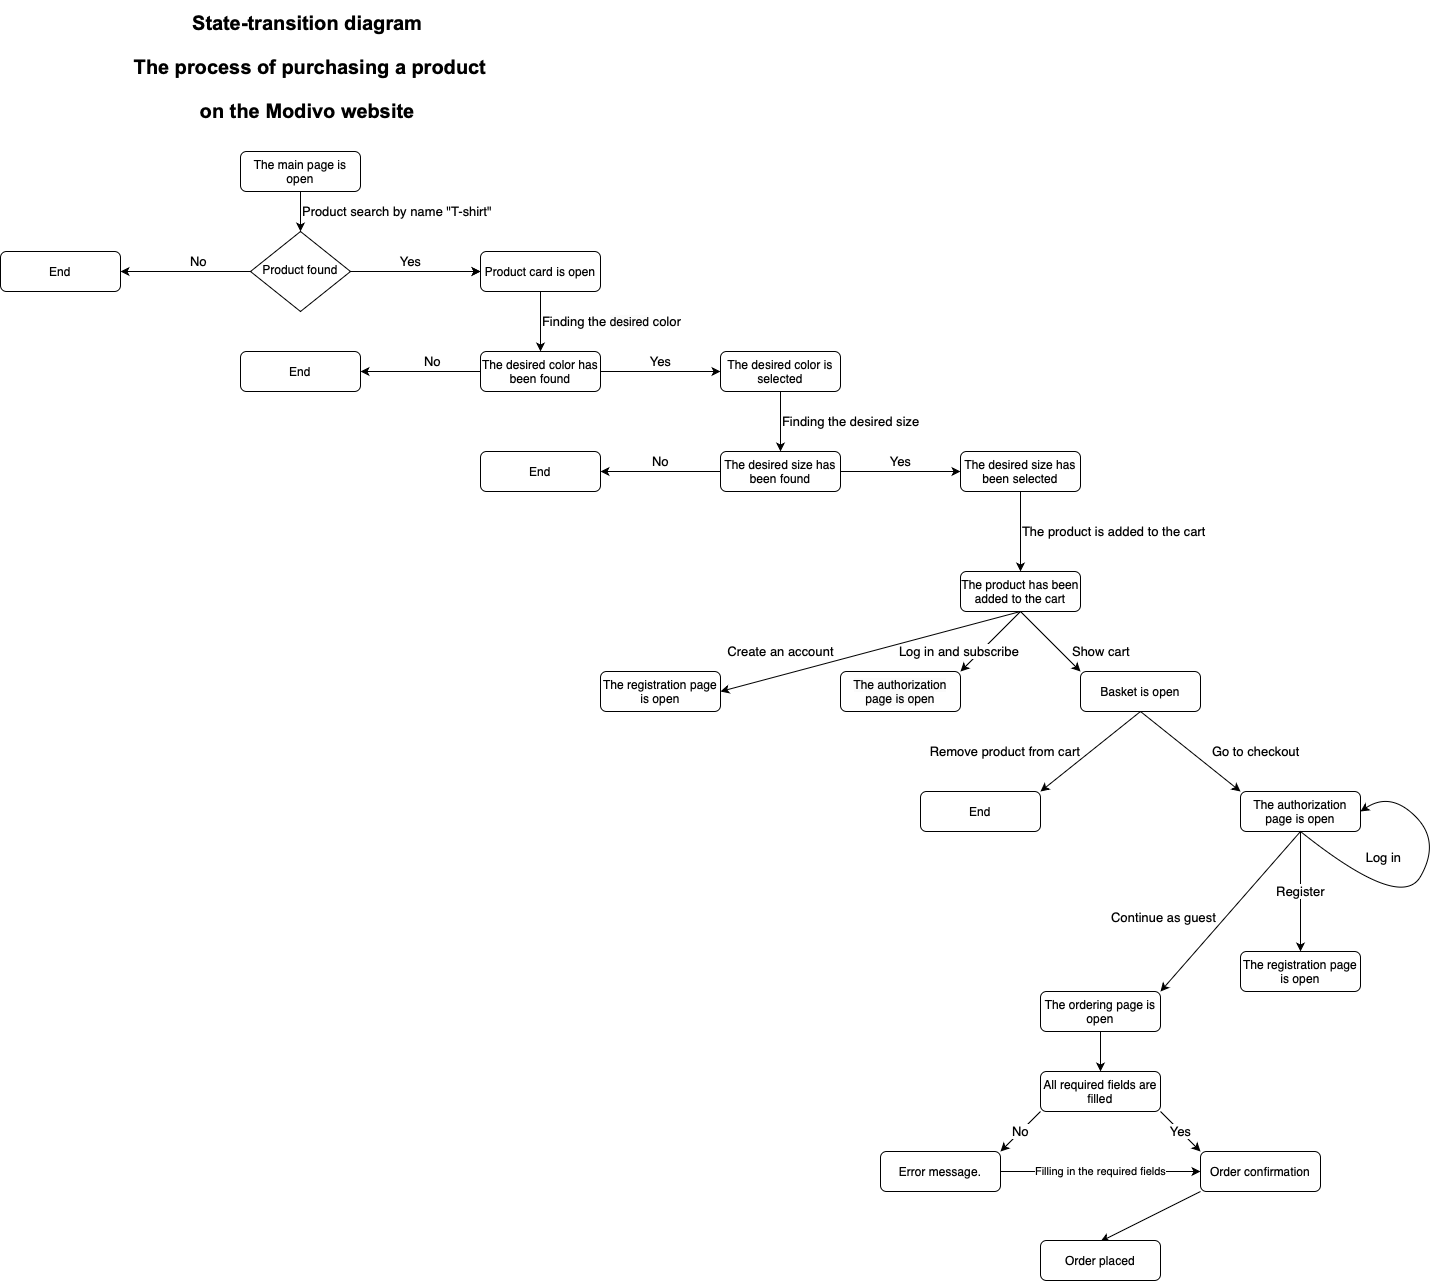 State-transition diagram
The process of purchasing a product
on the Modivo website
The main page is
open
Product search by name "T-shirt"
End
No
Product found
Yes
Product card is open
Finding the desired color
End
No
The desired color has
been found
Yes
The desired color is
selected
Finding the desired size
End
No
The desired size has
been found
Yes
The desired size has
been selected
The product is added to the cart
The product has been
added to the cart
Create an account
Log in and subscribe
Show cart
The registration page
is open
The authorization
page is open
Basket is open
Remove product from cart
Go to checkout
End
The authorization
page is open
Log in
Register
Continue as guest
The registration page
is open
The ordering page is
open
All required fields are
filled
No
Yes
Error message.
Filling in the required fields
Order confirmation
Order placed